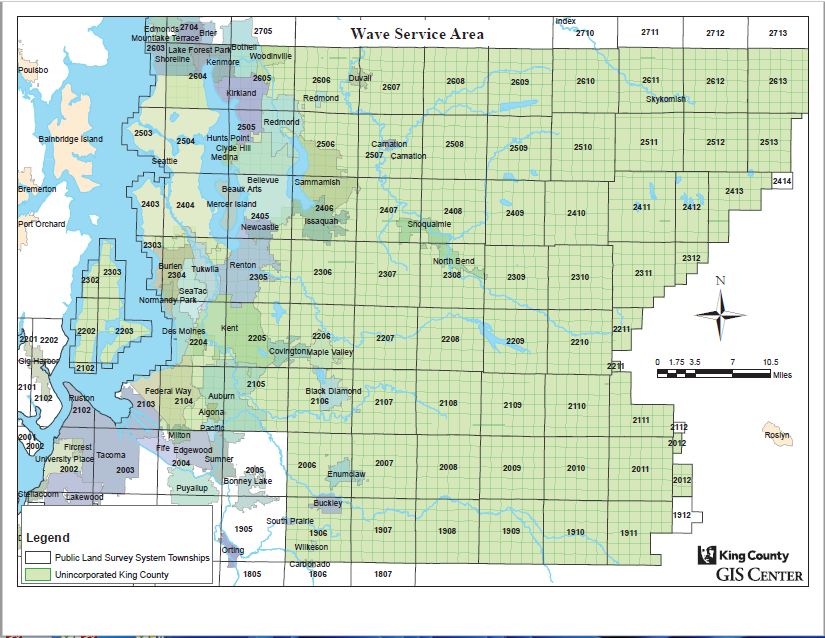 Wave Service Area
Index
2705 2710 2711 2712 2713
Edmonds 2704 Brier
Mountlake Terrace
2603 Lake Forest Park Bothell
Shoreline Kenmore Woodinville
2604 2605 2606 Duvall 2607 2608 2609 2610 2611 2612 2613
Poulsbo
Kirkland Redmond Skykomish
Redmond
2505
2503 2504 Hunts Point 2506 Carnation 2508 2509 2510 2511 2512 2513
Bainbridge Island
Clyde Hill 2507 Carnation
Seattle Medina
Bellevue Sammamish 2414
Bremerton Beaux Arts 2413
2403 2404 Mercer Island 2406 2407 2408 2409 2410 2411 2412
2405 Issaquah Snoqualmie
Port Orchard Newcastle
2303
North Bend 2312
Burien Tukwila Renton
2302 2303 2304 2305 2306 2307 2308 2309 2310 2311
SeaTac N
Normandy Park
2201 2202 2202 2203 Des Moines Kent 2211
2204 2205 2206 2207 2208 2209 2210
Covington Maple Valley
Gig Harbor
2102 2211
0 1.75 3.5 7 10.5
Miles
2101 2102 Ruston Federal Way 2105 Black Diamond
2102 2103 2104 Auburn 2106 2107 2108 2109 2110
Algona 2111
Pacific 2112
2001 Milton 2012 Roslyn
2002 Fircrest Fife Edgewood
University Place Tacoma 2004 Sumner
2002 2003 2005 2006 2007 2008 2009 2010 2011
Bonney Lake Enumclaw 2012
Puyallup
Steilacoom Lakewood Buckley
1912
South Prairie
1905 1906 1907 1908 1909 1910 1911
Orting Wilkeson
Carbonado
1805 1806 1807
Legend
Public Land Survey System Townships
Unincorporated King County
King County
GIS CENTER